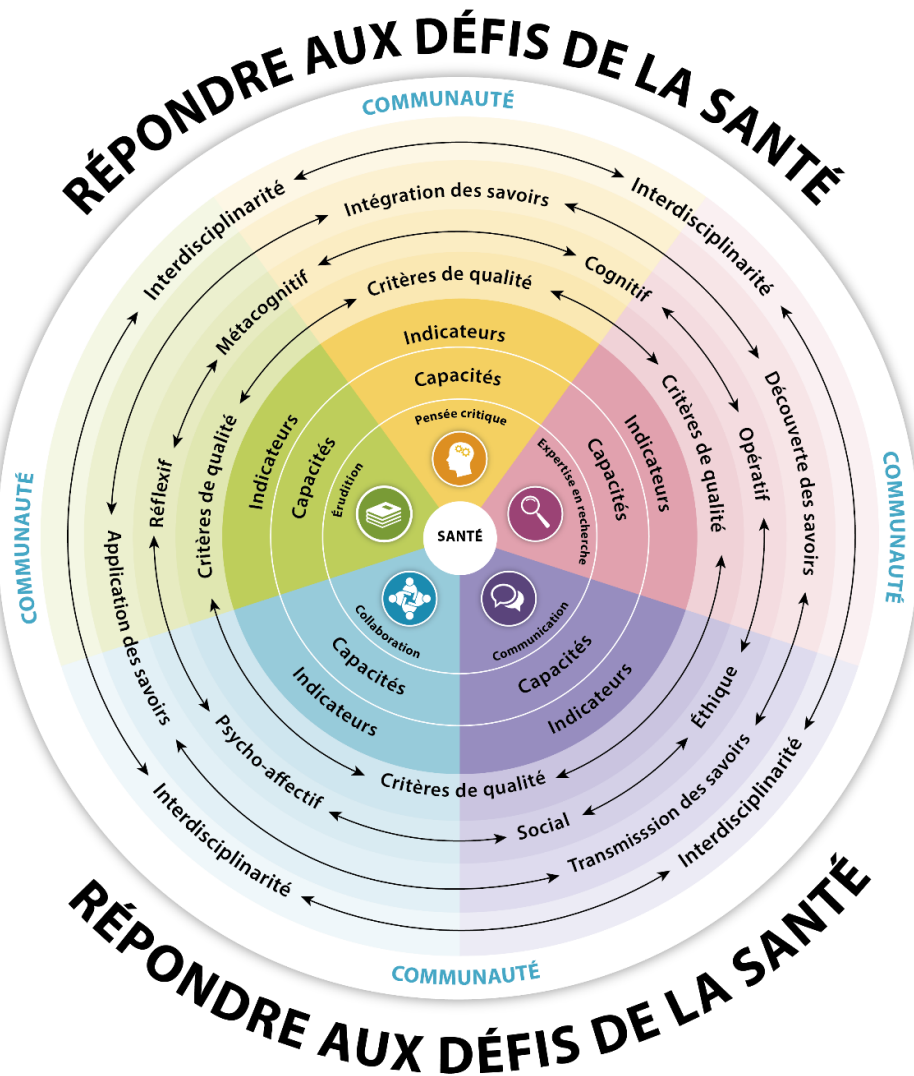 RÉPONDRE AUX DÉFIS DE LA SANTÉ
COMMUNAUTÉ
COMMUNAUTÉ
COMMUNAUTÉ
COMMUNAUTÉ
Interdisciplinarité
Interdisciplinarité
Interdisciplinarité
Interdisciplinarité
Intégration des savoirs
Découverte des savoirs
Transmisssion des savoirs
Application des savoirs
Métacognitif
Cognitif
Opératif
Éthique
Social
Psycho-affectif
Réflexif
Critères de qualité
Critères de qualité
Critères de qualité
Critères de qualité
Indicateurs
Capacités
Pensée critique
Indicateurs
Capacités
Expertise en recherche
Indicateurs
Capacités
Communication
Indicateurs
Capacités
Collaboration
Indicateurs
Capacités
Érudition
SANTÉ
RÉPONDRE AUX DÉFIS DE LA SANTÉ